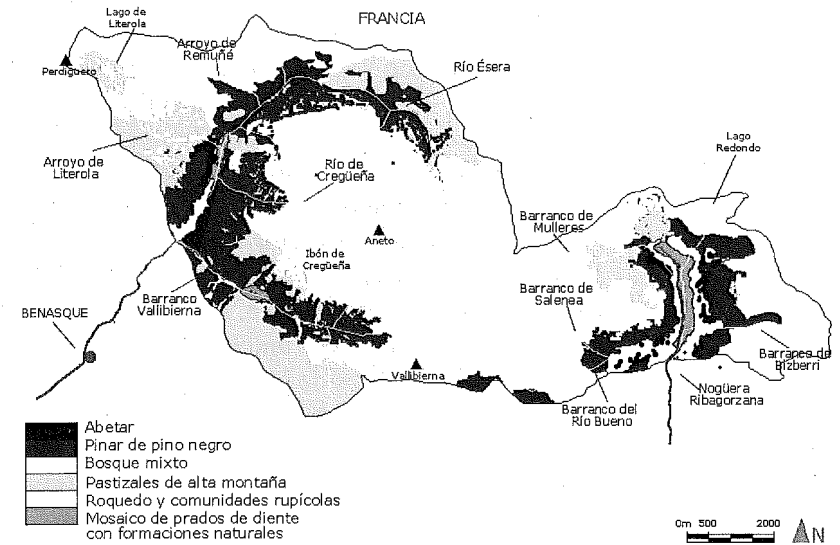 Lago de
Literola
FRANCIA
Arroyo de
Remuñé
Perdiguero
Río Ésera
Lago
Redondo
Arroyo de
Literola
Río de
Cregüeña
Barranco de
Mulleres
Aneto
Ibón de
Cregüeña
Barranco de
Salenea
Barranco
Vallibierna
BENASQUE
Barranco de
Bizberri
Vallibierna
Nogüera
Ribagorzana
Barranco del
Río Bueno
Abetar
Pinar de pino negro
Bosque mixto
Pastizales de alta montaña
Roquedo y comunidades rupícolas
Mosaico de prados de diente
con formaciones naturales
0m 500 2000
N